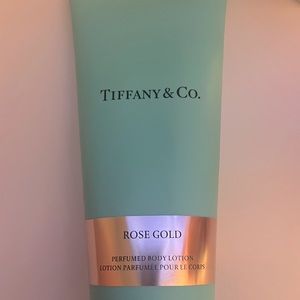 TIFFANY & CO.
ROSE GOLD
PERFUMED BODY LOTION
LOTION PARFUMÉE POUR LE CORPS